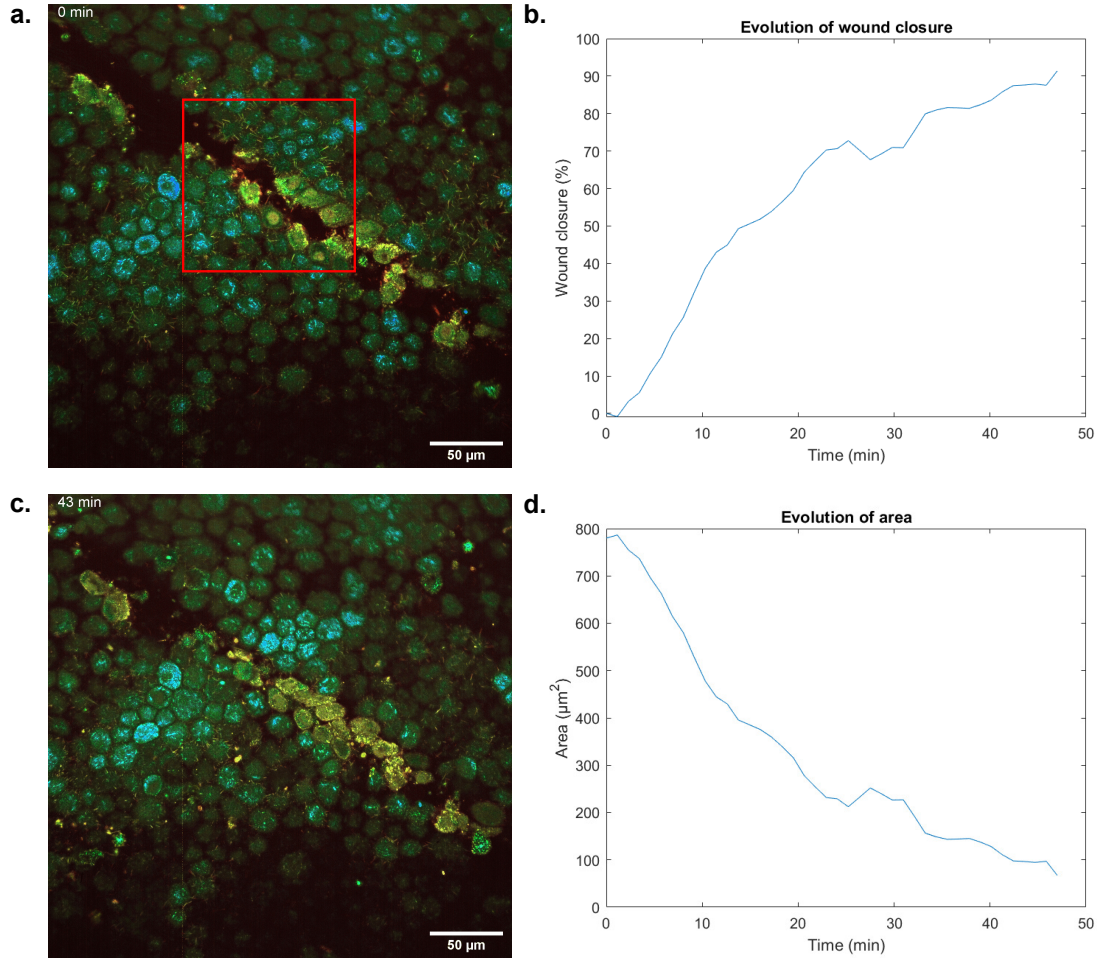 a.
0 min
50 µm
b.
Evolution of wound closure
Wound closure (%)
100
90
80
70
60
50
40
30
20
10
0
0 10 20 30 40 50
Time (min)
c.
43 min
50 µm
d.
Evolution of area
Area (µm²)
800
700
600
500
400
300
200
100
0
0 10 20 30 40 50
Time (min)